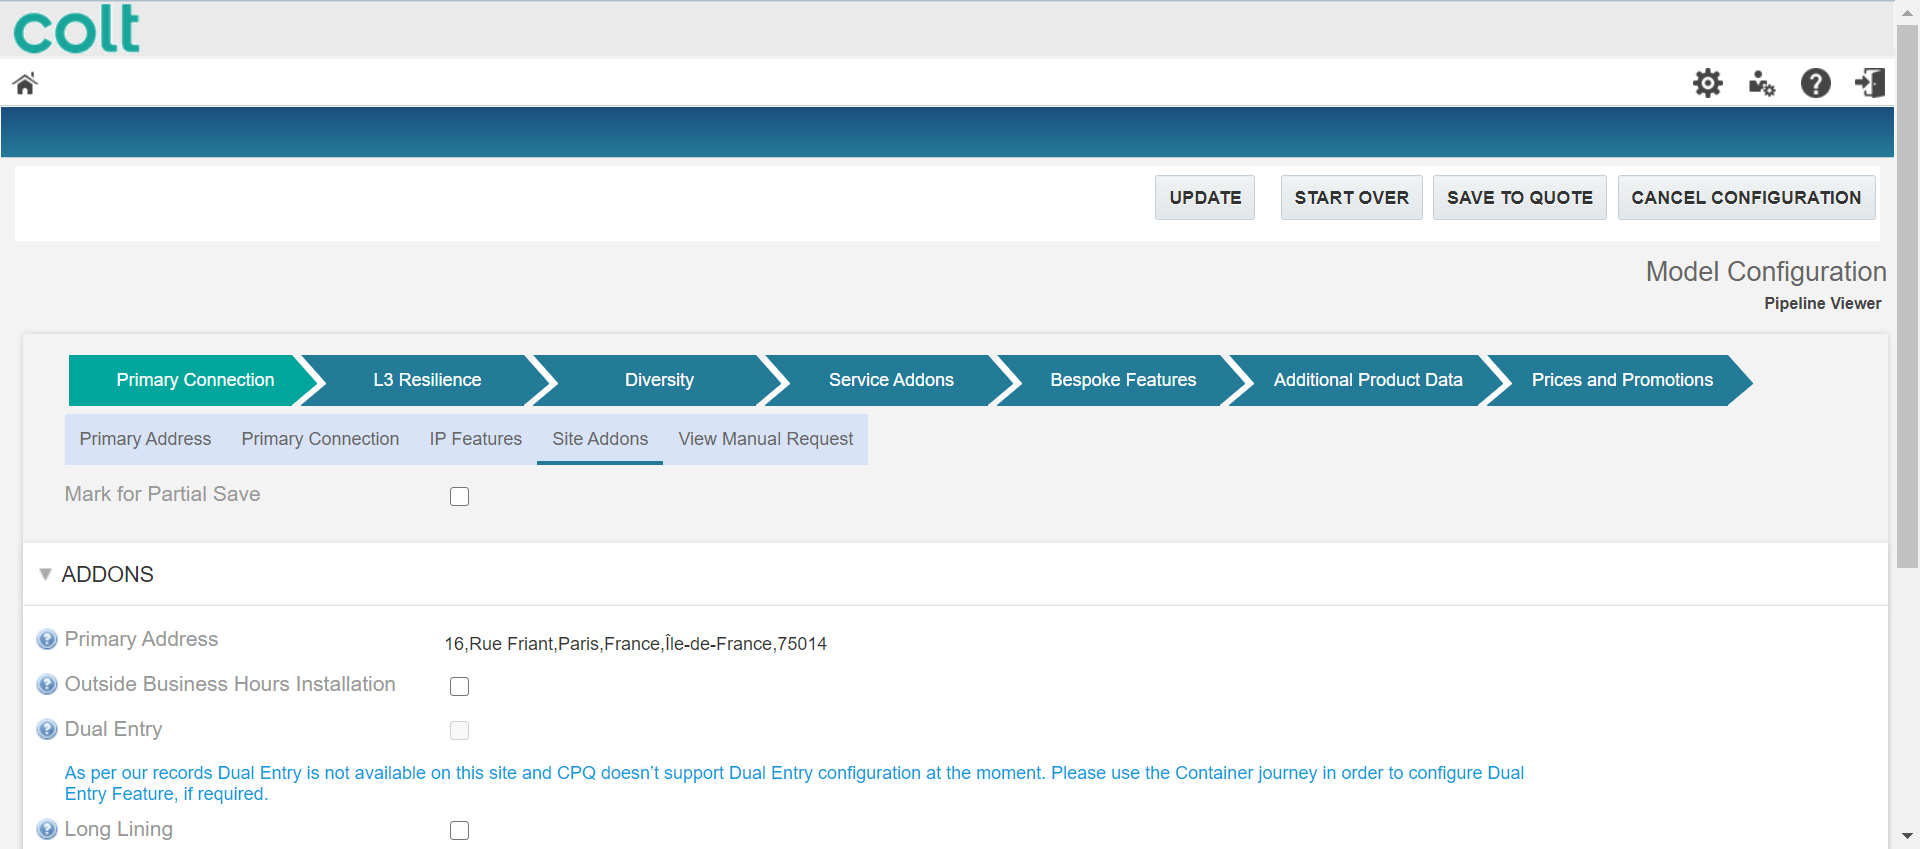 colt
UPDATE
START OVER
SAVE TO QUOTE
CANCEL CONFIGURATION
Model Configuration
Pipeline Viewer
Primary Connection
L3 Resilience
Diversity
Service Addons
Bespoke Features
Additional Product Data
Prices and Promotions
Primary Address
Primary Connection
IP Features
Site Addons
View Manual Request
Mark for Partial Save
ADDONS
Primary Address
16,Rue Friant,Paris,France,Île-de-France,75014
Outside Business Hours Installation
Dual Entry
As per our records Dual Entry is not available on this site and CPQ doesn't support Dual Entry configuration at the moment. Please use the Container journey in order to configure Dual
Entry Feature, if required.
Long Lining